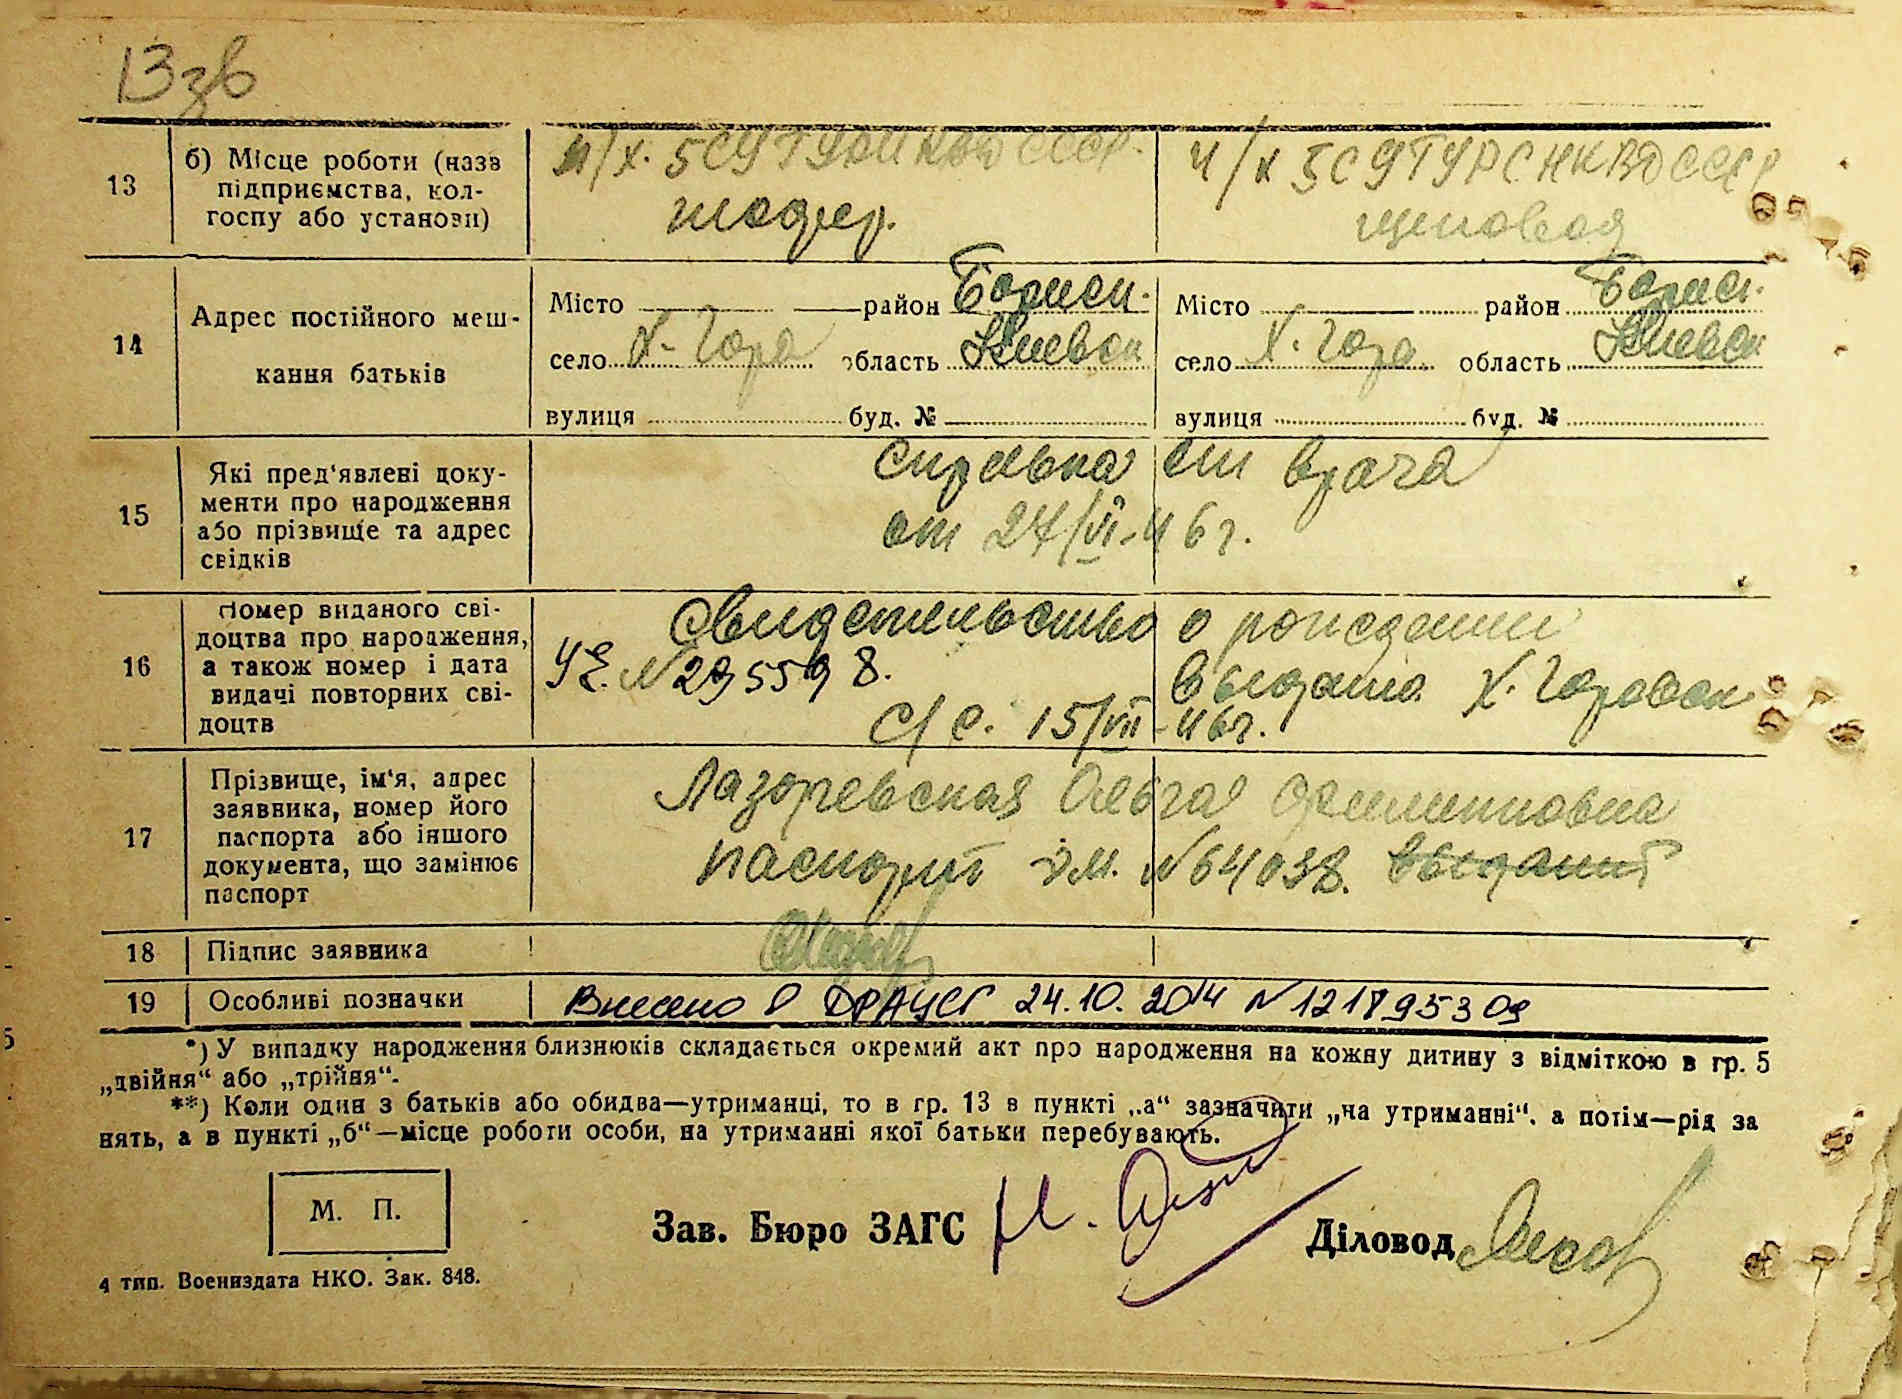 13зв
13
б) Місце роботи (назв
підприємства, кол-
госпу або установи)
шофер.
14
Адрес постійного меш-
кання батьків
Місто район Борисп.
село Х-Гора область Киевск
вулиця буд. №
Місто район Борисп.
село Х. Гора область Киевск
вулиця буд. №
15
Які пред'явлені доку-
менти про народження
або прізвище та адрес
свідків
Справка от врача
от 27/VI-46г.
16
Номер виданого сві-
доцтва про народження,
а також номер і дата
видачі повторних сві-
доцтв
Свидетельство о рождении
УЕ. №295598. выдано Х. Горовск
С/С. 15/VII-46г.
17
Прізвище, ім'я, адрес
заявника, номер його
паспорта або іншого
документа, що замінює
паспорт
Лазоревская Ольга Филипповна
паспорт №64038. выдант
18
Підпис заявника
19
Особливі позначки
Внесено в ДРАЦСГ 24.10.2014 №121795309
*) У випадку народження близнюків складається окремий акт про народження на кожну дитину з відміткою в гр. 5
„двійня“ або „трійня“.
**) Коли один з батьків або обидва—утриманці, то в гр. 13 в пункті „а“ зазначити „на утриманні“, а потім—рід за
нять, а в пункті „б“—місце роботи особи, на утриманні якої батьки перебувають.
М. П.
Зав. Бюро ЗАГС
Діловод
4 тип. Воениздата НКО. Зак. 848.